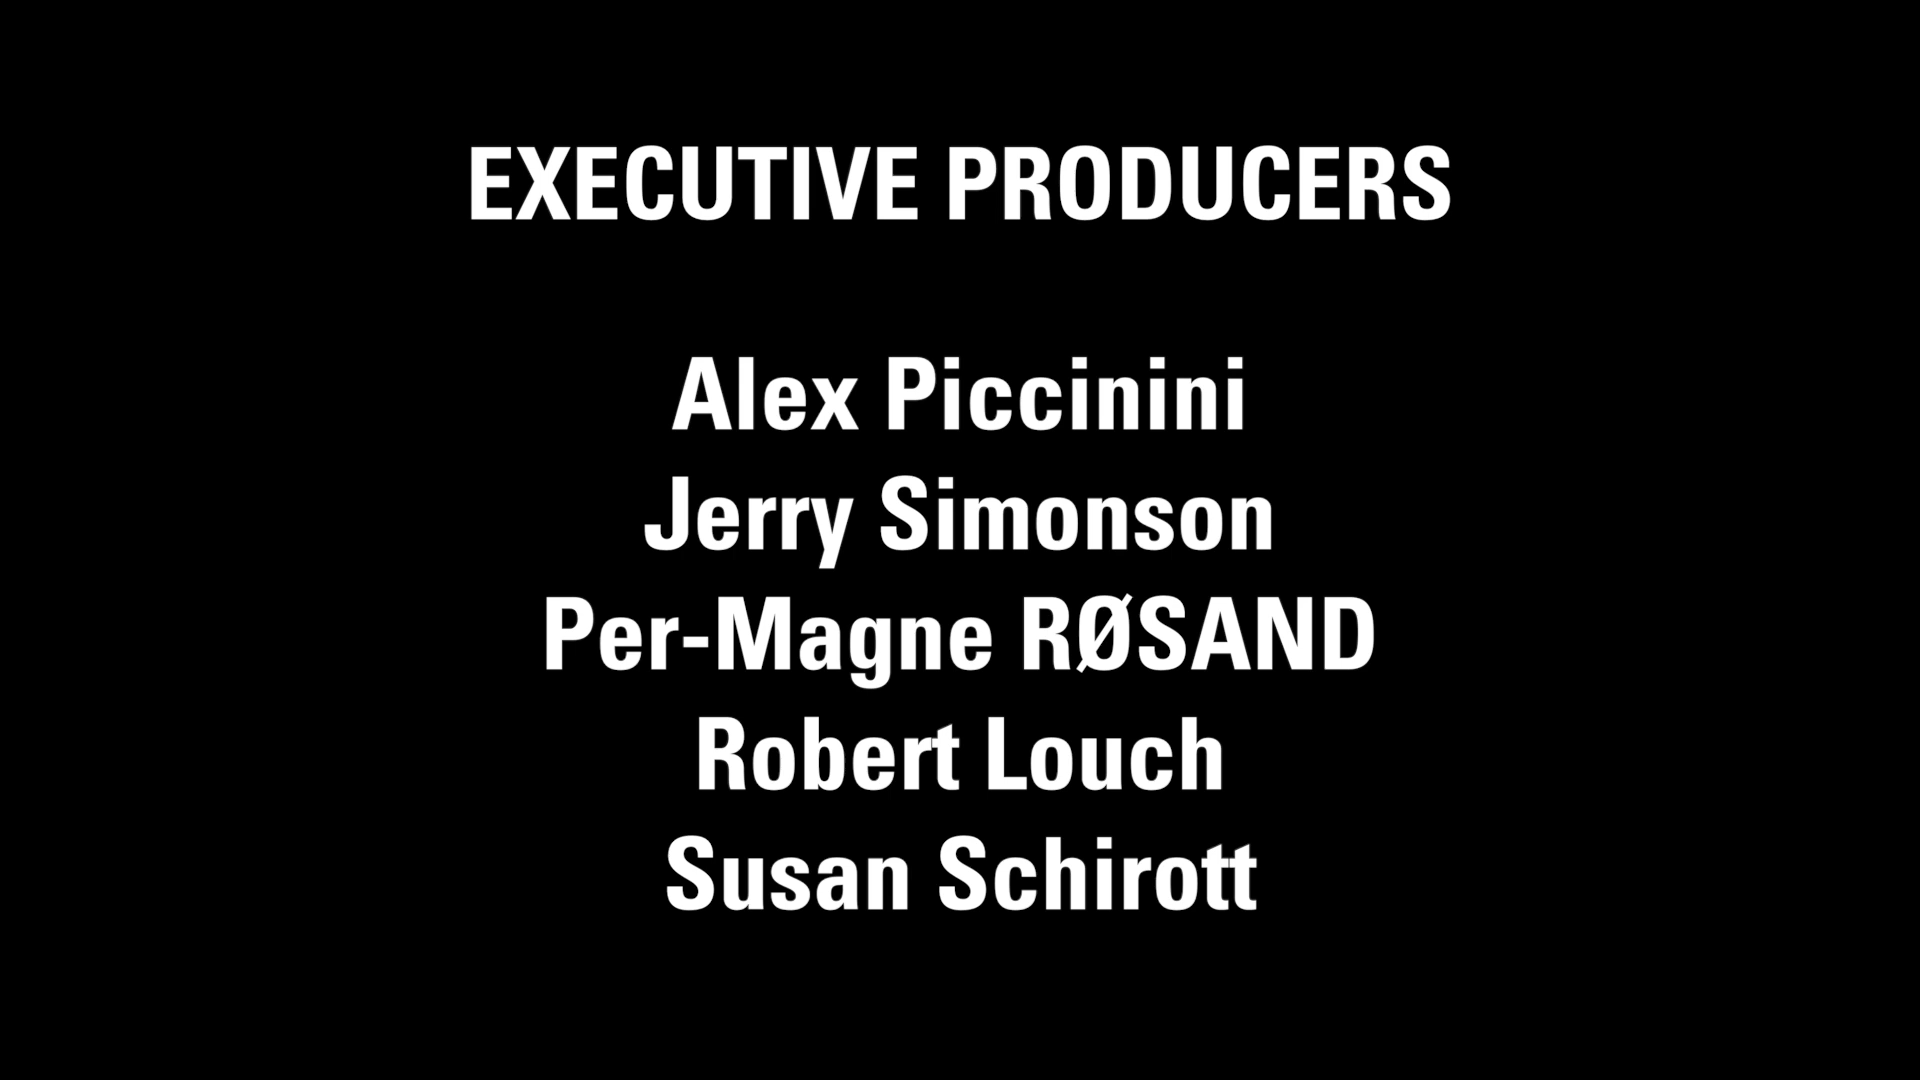 EXECUTIVE PRODUCERS
Alex Piccinini
Jerry Simonson
Per-Magne RØSAND
Robert Louch
Susan Schirott